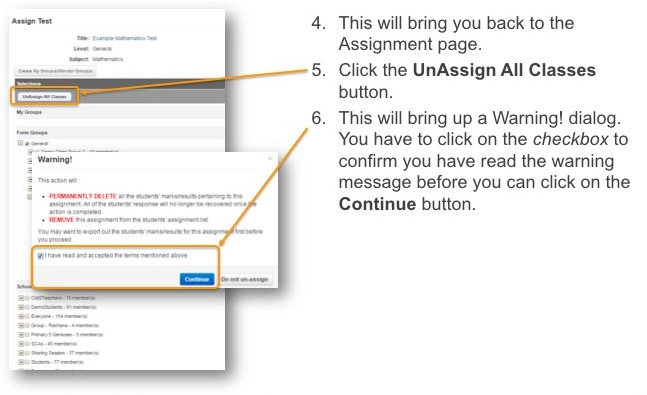 Assign Test
Title: Example Mathematics Test
Level: General
Subject: Mathematics
Create My Group(s)/Mentor Group(s)
Selections
UnAssign All Classes
My Groups
Form Groups
General
Warning!
×
This action will :
• PERMANENTLY DELETE all the students' marks/results pertaining to this
assignment. All of the students' response will no longer be recovered once the
action is completed.
• REMOVE this assignment from the students' assignment list.
You may want to export out the students' marks/results for this assignment first before
you proceed.
I have read and accepted the terms mentioned above.
Continue Do not un-assign
School
CMSTeachers - 15 member(s)
DemoStudents - 61 member(s)
Everyone - 154 member(s)
Group - Rachana - 4 member(s)
Primary 5 Geniuses - 5 member(s)
SCAs - 45 member(s)
Sharing Session - 37 member(s)
Students - 77 member(s)
4. This will bring you back to the
Assignment page.
5. Click the UnAssign All Classes
button.
6. This will bring up a Warning! dialog.
You have to click on the checkbox to
confirm you have read the warning
message before you can click on the
Continue button.